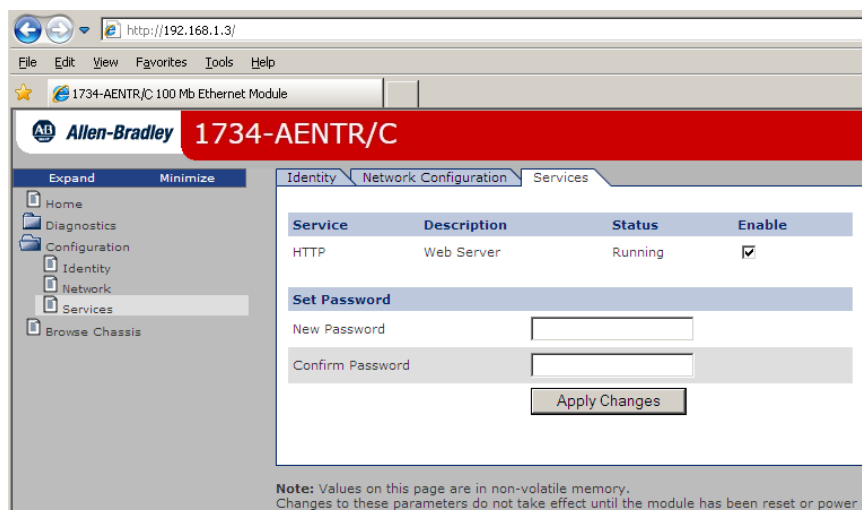 http://192.168.1.3/
File Edit View Favorites Tools Help
1734-AENTR/C 100 Mb Ethernet Module
AB Allen-Bradley 1734-AENTR/C
Expand Minimize
Home
Diagnostics
Configuration
Identity
Network
Services
Browse Chassis
Identity Network Configuration Services
Service Description Status Enable
HTTP Web Server Running
Set Password
New Password
Confirm Password
Apply Changes
Note: Values on this page are in non-volatile memory.
Changes to these parameters do not take effect until the module has been reset or power